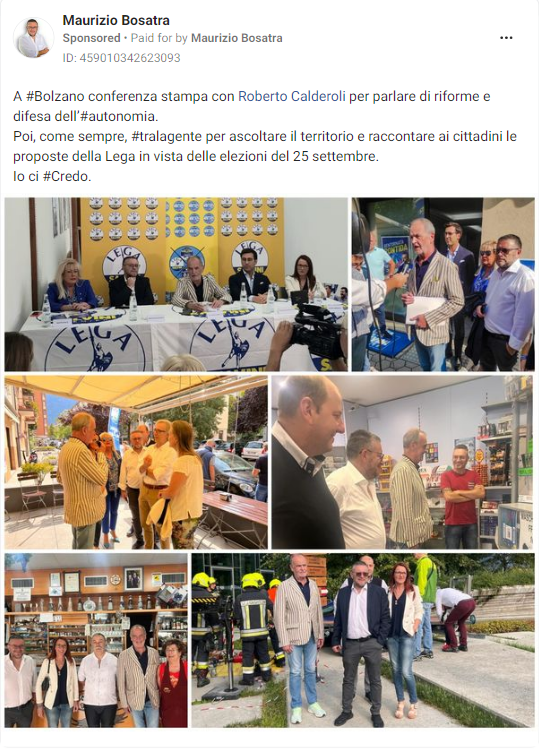 Maurizio Bosatra
Sponsored • Paid for by Maurizio Bosatra
ID: 459010342623093
A #Bolzano conferenza stampa con Roberto Calderoli per parlare di riforme e
difesa dell'#autonomia.
Poi, come sempre, #tralagente per ascoltare il territorio e raccontare ai cittadini le
proposte della Lega in vista delle elezioni del 25 settembre.
Io ci #Credo.
LEGA
LEGA
LEGA
LEGA